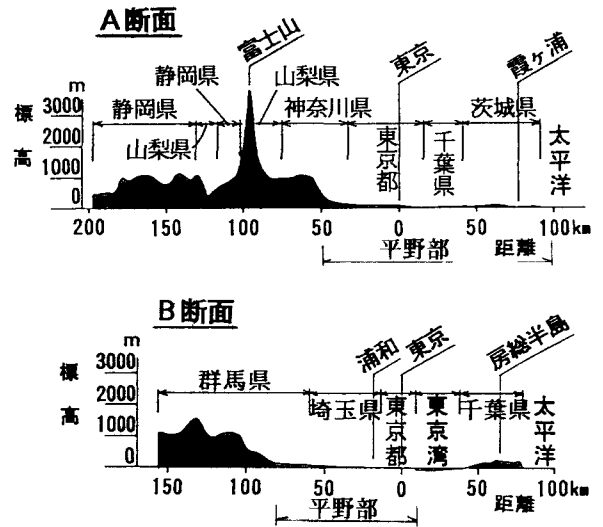 A断面
富士山
東京
霞ヶ浦
m
静岡県
山梨県
標高
3000
2000
1000
0
静岡県
山梨県
神奈川県
東京都
千葉県
茨城県
太平洋
200
150
100
50
0
50
100km
平野部
距離
B断面
浦和
東京
房総半島
m
標高
3000
2000
1000
0
群馬県
埼玉県
東京都
東京湾
千葉県
太平洋
150
100
50
0
50
100km
平野部
距離